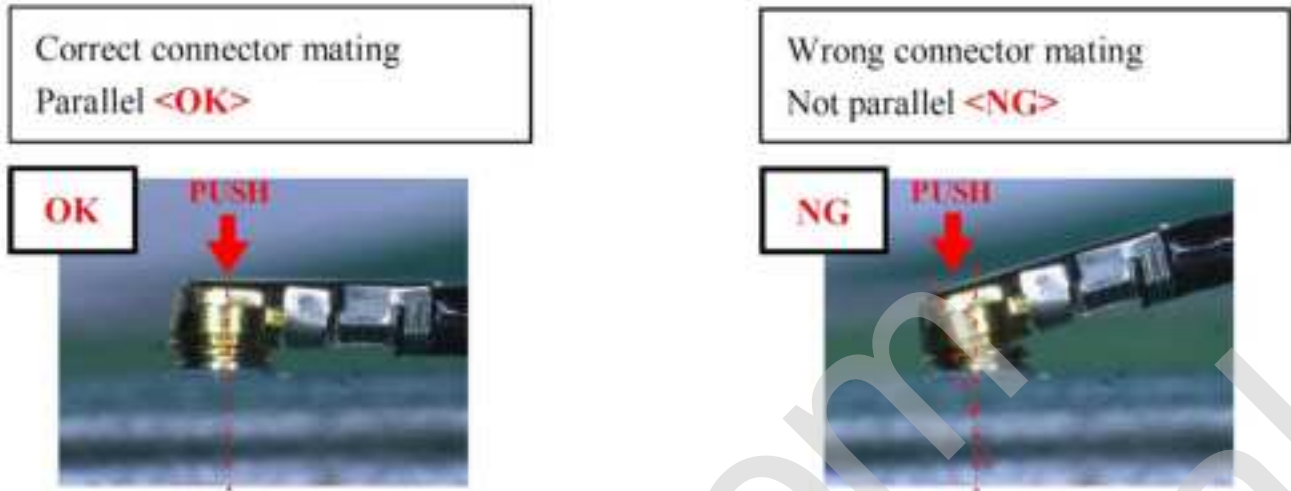 Correct connector mating
Parallel <OK>
Wrong connector mating
Not parallel <NG>
OK
PUSH
NG
PUSH